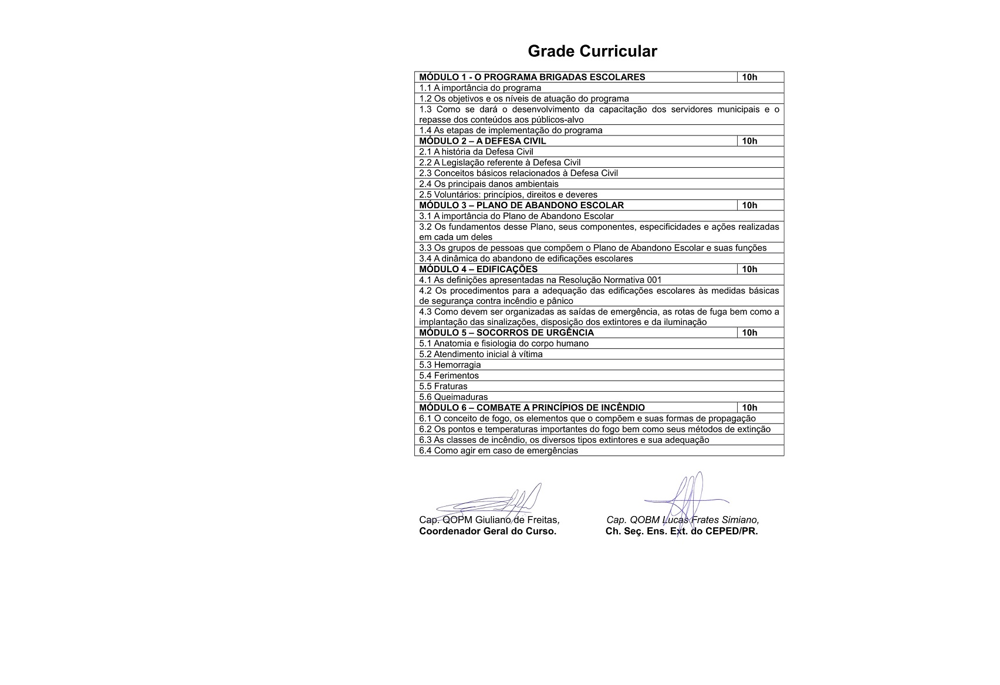 Grade Curricular
MÓDULO 1 - O PROGRAMA BRIGADAS ESCOLARES 10h
1.1 A importância do programa
1.2 Os objetivos e os níveis de atuação do programa
1.3 Como se dará o desenvolvimento da capacitação dos servidores municipais e o
repasse dos conteúdos aos públicos-alvo
1.4 As etapas de implementação do programa
MÓDULO 2 – A DEFESA CIVIL 10h
2.1 A história da Defesa Civil
2.2 A Legislação referente à Defesa Civil
2.3 Conceitos básicos relacionados à Defesa Civil
2.4 Os principais danos ambientais
2.5 Voluntários: princípios, direitos e deveres
MÓDULO 3 – PLANO DE ABANDONO ESCOLAR 10h
3.1 A importância do Plano de Abandono Escolar
3.2 Os fundamentos desse Plano, seus componentes, especificidades e ações realizadas
em cada um deles
3.3 Os grupos de pessoas que compõem o Plano de Abandono Escolar e suas funções
3.4 A dinâmica do abandono de edificações escolares
MÓDULO 4 – EDIFICAÇÕES 10h
4.1 As definições apresentadas na Resolução Normativa 001
4.2 Os procedimentos para a adequação das edificações escolares às medidas básicas
de segurança contra incêndio e pânico
4.3 Como devem ser organizadas as saídas de emergência, as rotas de fuga bem como a
implantação das sinalizações, disposição dos extintores e da iluminação
MÓDULO 5 – SOCORROS DE URGÊNCIA 10h
5.1 Anatomia e fisiologia do corpo humano
5.2 Atendimento inicial à vítima
5.3 Hemorragia
5.4 Ferimentos
5.5 Fraturas
5.6 Queimaduras
MÓDULO 6 – COMBATE A PRINCÍPIOS DE INCÊNDIO 10h
6.1 O conceito de fogo, os elementos que o compõem e suas formas de propagação
6.2 Os pontos e temperaturas importantes do fogo bem como seus métodos de extinção
6.3 As classes de incêndio, os diversos tipos extintores e sua adequação
6.4 Como agir em caso de emergências
Cap. QOPM Giuliano de Freitas, Cap. QOBM Lucas Frates Simiano,
Coordenador Geral do Curso. Ch. Seç. Ens. Ext. do CEPED/PR.